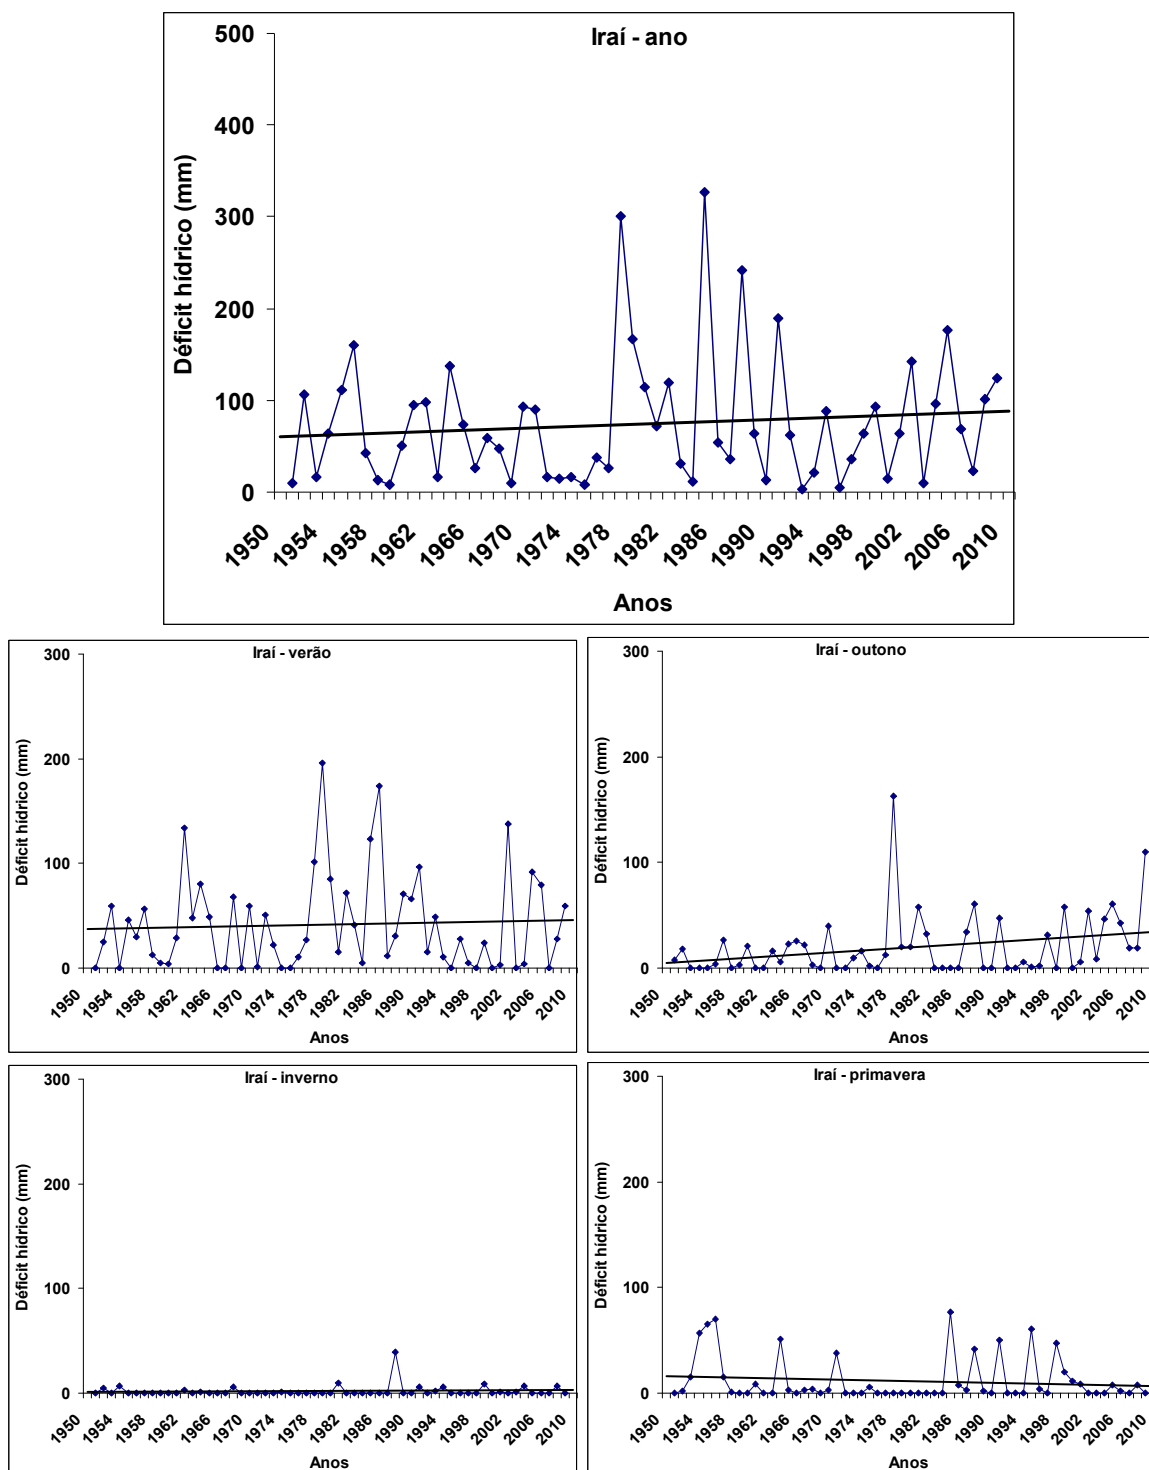 Iraí - ano
Déficit hídrico (mm)
500
400
300
200
100
0
1950 1954 1958 1962 1966 1970 1974 1978 1982 1986 1990 1994 1998 2002 2006 2010
Anos
Iraí - verão
Déficit hídrico (mm)
300
200
100
0
1950 1954 1958 1962 1966 1970 1974 1978 1982 1986 1990 1994 1998 2002 2006 2010
Anos
Iraí - outono
Déficit hídrico (mm)
300
200
100
0
1950 1954 1958 1962 1966 1970 1974 1978 1982 1986 1990 1994 1998 2002 2006 2010
Anos
Iraí - inverno
Déficit hídrico (mm)
300
200
100
0
1950 1954 1958 1962 1966 1970 1974 1978 1982 1986 1990 1994 1998 2002 2006 2010
Anos
Iraí - primavera
Déficit hídrico (mm)
300
200
100
0
1950 1954 1958 1962 1966 1970 1974 1978 1982 1986 1990 1994 1998 2002 2006 2010
Anos